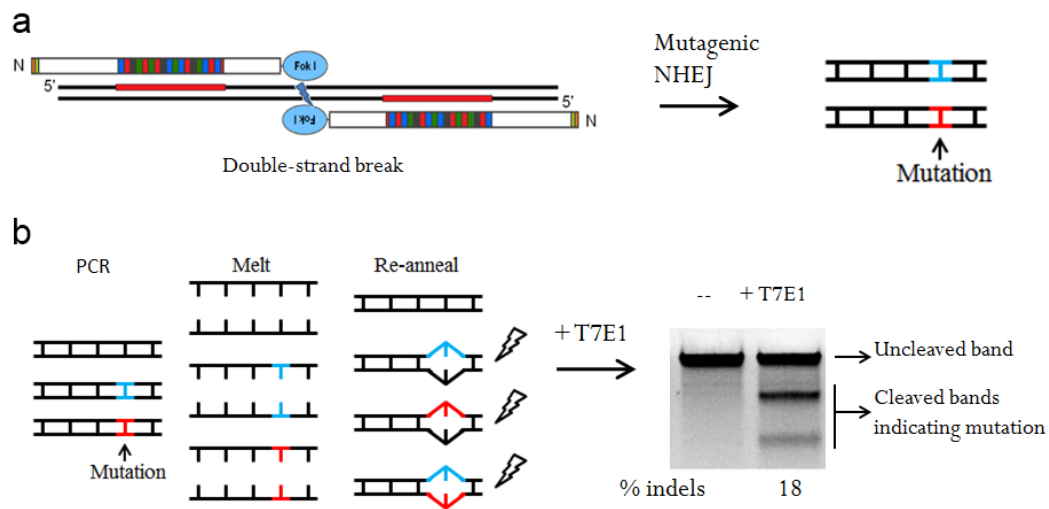 a
N
Fok I
5'
5'
Fok I
N
Double-strand break
Mutagenic
NHEJ
Mutation
b
PCR
Melt
Re-anneal
Mutation
+ T7E1
-- + T7E1
Uncleaved band
Cleaved bands
indicating mutation
% indels 18